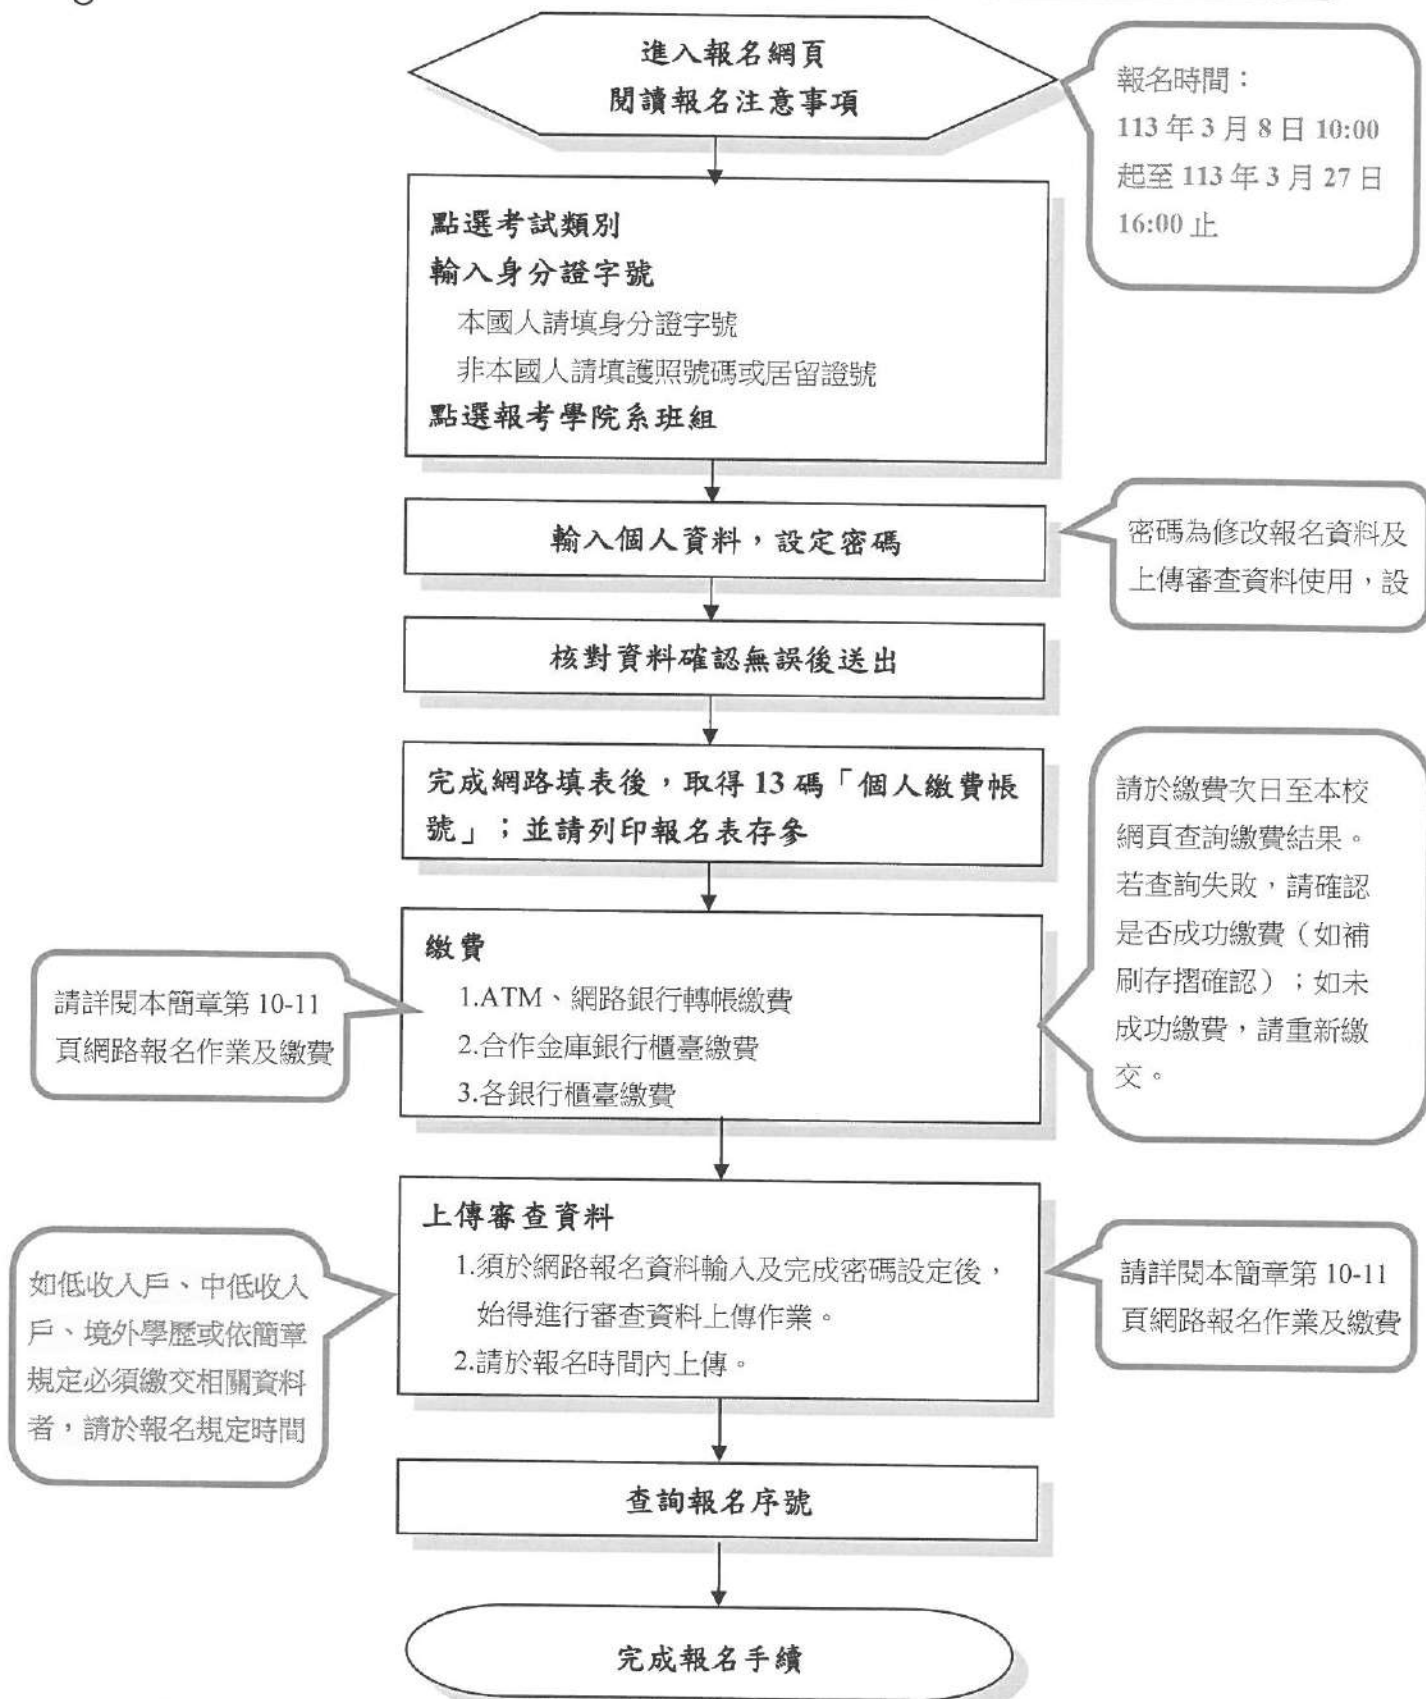 進入報名網頁
閱讀報名注意事項
報名時間：
113 年 3 月 8 日 10:00
起至 113 年 3 月 27 日
16:00 止
點選考試類別
輸入身分證字號
本國人請填身分證字號
非本國人請填護照號碼或居留證號
點選報考學院系班組
輸入個人資料，設定密碼
密碼為修改報名資料及
上傳審查資料使用，設
核對資料確認無誤後送出
完成網路填表後，取得 13 碼「個人繳費帳
號」；並請列印報名表存參
請於繳費次日至本校
網頁查詢繳費結果。
若查詢失敗，請確認
是否成功繳費（如補
刷存摺確認）；如未
成功繳費，請重新繳
交。
繳費
1.ATM、網路銀行轉帳繳費
2.合作金庫銀行櫃臺繳費
3.各銀行櫃臺繳費
請詳閱本簡章第 10-11
頁網路報名作業及繳費
上傳審查資料
1.須於網路報名資料輸入及完成密碼設定後，
始得進行審查資料上傳作業。
2.請於報名時間內上傳。
如低收入戶、中低收入
戶、境外學歷或依簡章
規定必須繳交相關資料
者，請於報名規定時間
請詳閱本簡章第 10-11
頁網路報名作業及繳費
查詢報名序號
完成報名手續